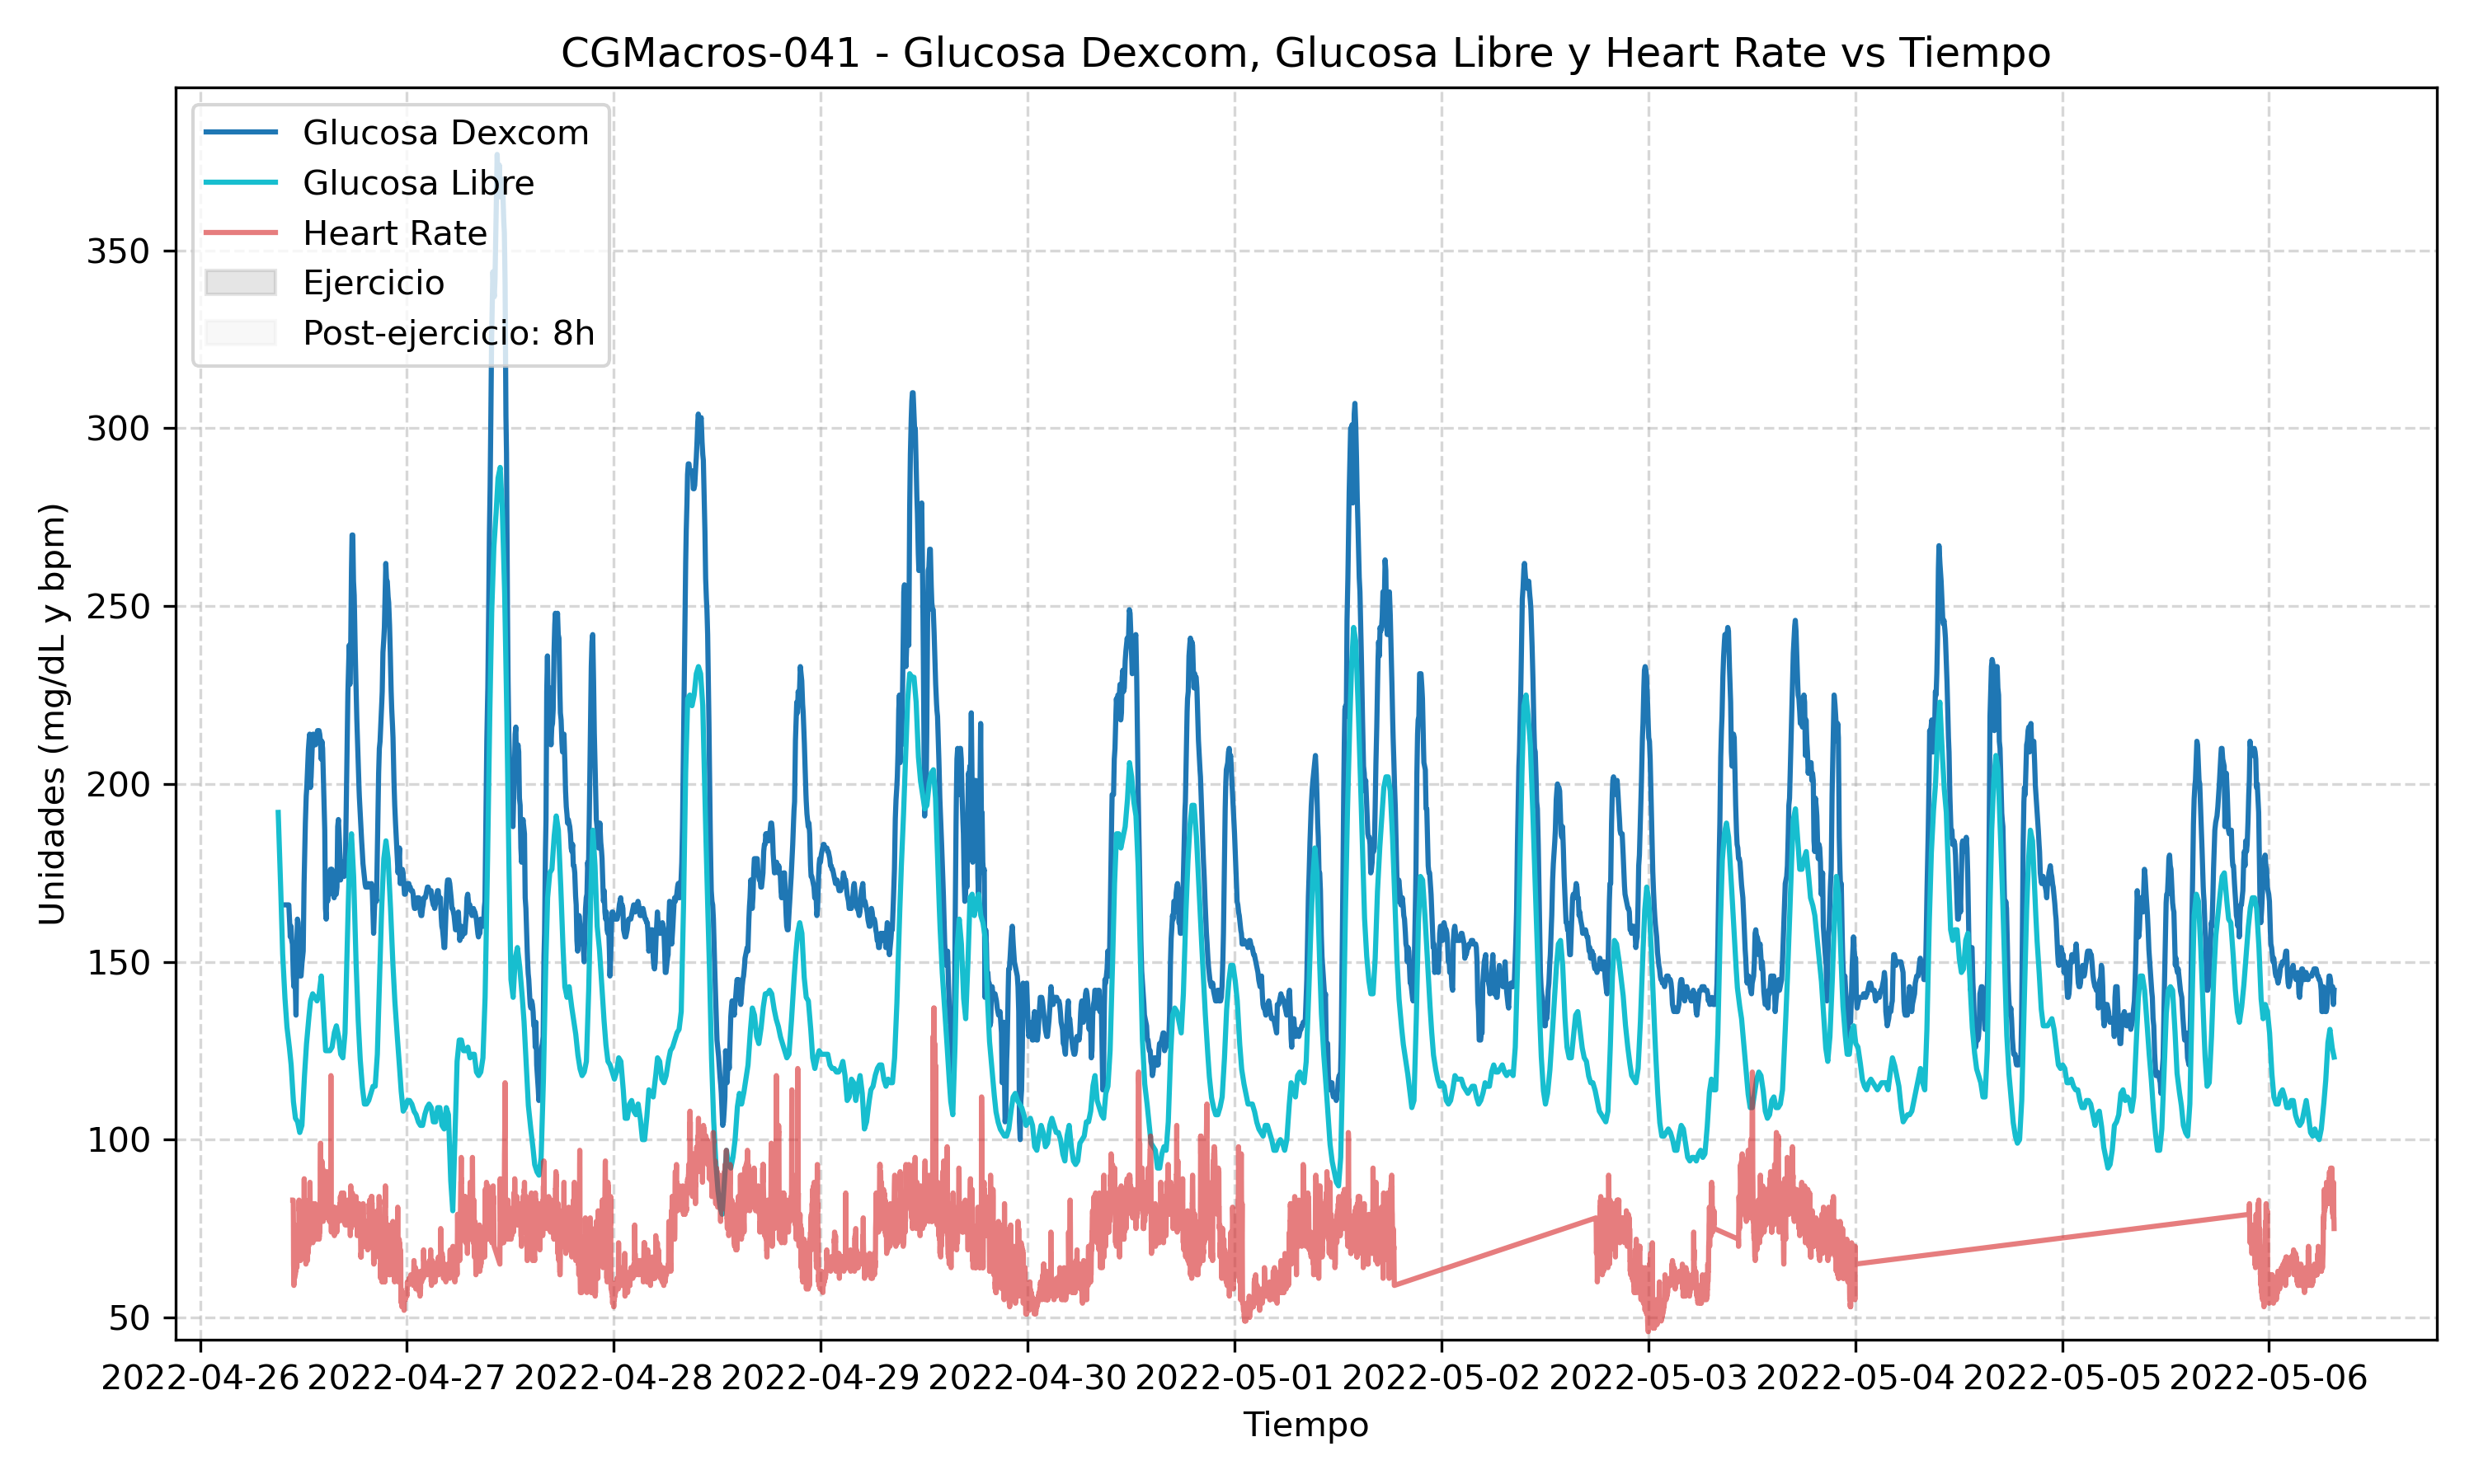 CGMacros-041 - Glucosa Dexcom, Glucosa Libre y Heart Rate vs Tiempo
Glucosa Dexcom
Glucosa Libre
Heart Rate
Ejercicio
Post-ejercicio: 8h
Unidades (mg/dL y bpm)
350
300
250
200
150
100
50
2022-04-26 2022-04-27 2022-04-28 2022-04-29 2022-04-30 2022-05-01 2022-05-02 2022-05-03 2022-05-04 2022-05-05 2022-05-06
Tiempo